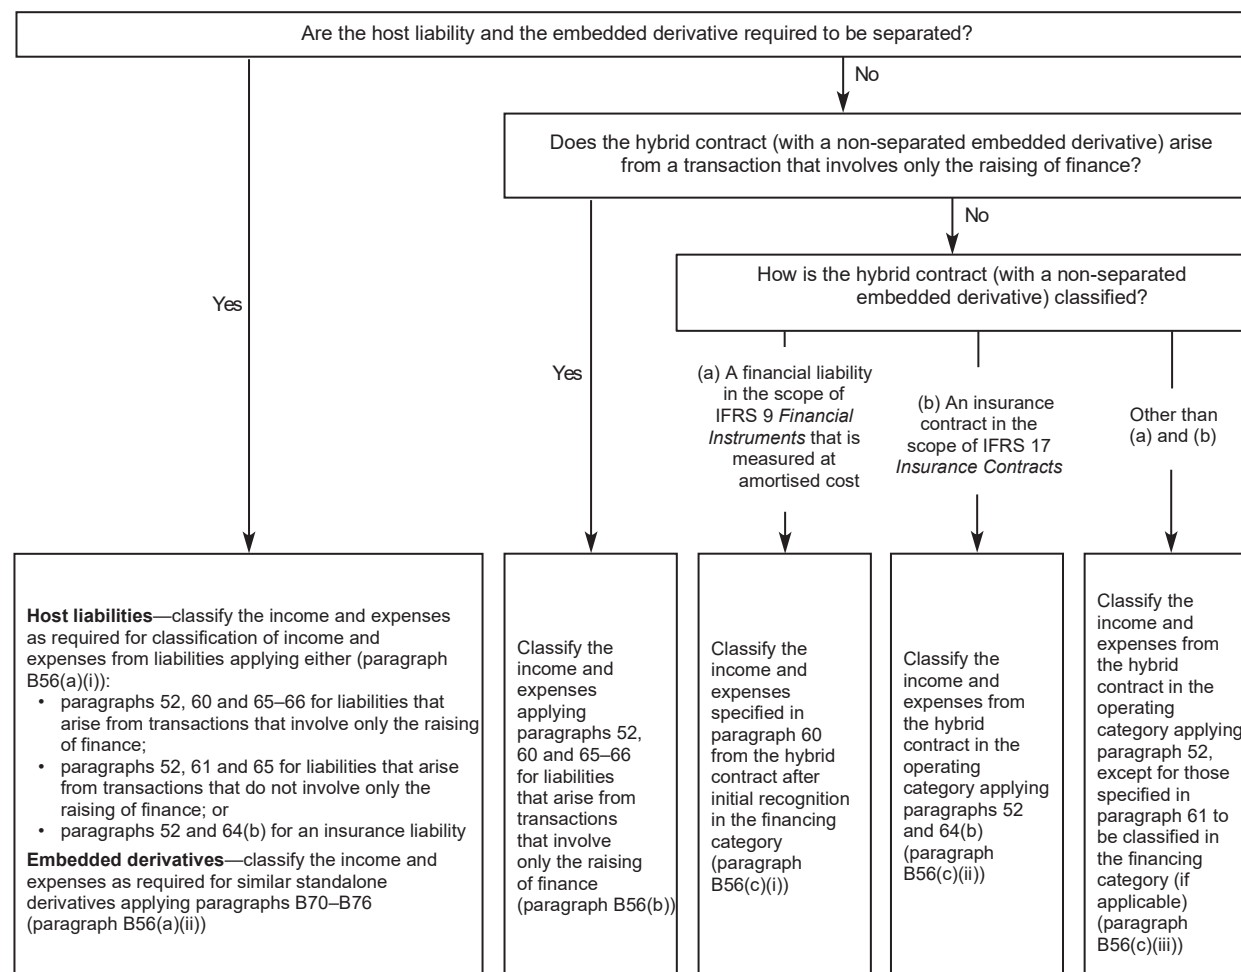 Are the host liability and the embedded derivative required to be separated?
No
Does the hybrid contract (with a non-separated embedded derivative) arise
from a transaction that involves only the raising of finance?
No
How is the hybrid contract (with a non-separated
embedded derivative) classified?
Yes
Yes
(a) A financial liability
in the scope of
IFRS 9 Financial
Instruments that is
measured at
amortised cost
(b) An insurance
contract in the
scope of IFRS 17
Insurance Contracts
Other than
(a) and (b)
Host liabilities—classify the income and expenses
as required for classification of income and
expenses from liabilities applying either (paragraph
B56(a)(i)):
• paragraphs 52, 60 and 65–66 for liabilities that
arise from transactions that involve only the raising
of finance;
• paragraphs 52, 61 and 65 for liabilities that arise
from transactions that do not involve only the
raising of finance; or
• paragraphs 52 and 64(b) for an insurance liability
Embedded derivatives—classify the income and
expenses as required for similar standalone
derivatives applying paragraphs B70–B76
(paragraph B56(a)(ii))
Classify the
income and
expenses
applying
paragraphs 52,
60 and 65–66
for liabilities
that arise from
transactions
that involve
only the raising
of finance
(paragraph B56(b))
Classify the
income and
expenses
specified in
paragraph 60
from the hybrid
contract after
initial recognition
in the financing
category
(paragraph
B56(c)(i))
Classify the
income and
expenses from
the hybrid
contract in the
operating
category applying
paragraphs 52
and 64(b)
(paragraph
B56(c)(ii))
Classify the
income and
expenses from
the hybrid
contract in the
operating
category applying
paragraph 52,
except for those
specified in
paragraph 61 to
be classified in
the financing
category (if
applicable)
(paragraph
B56(c)(iii))